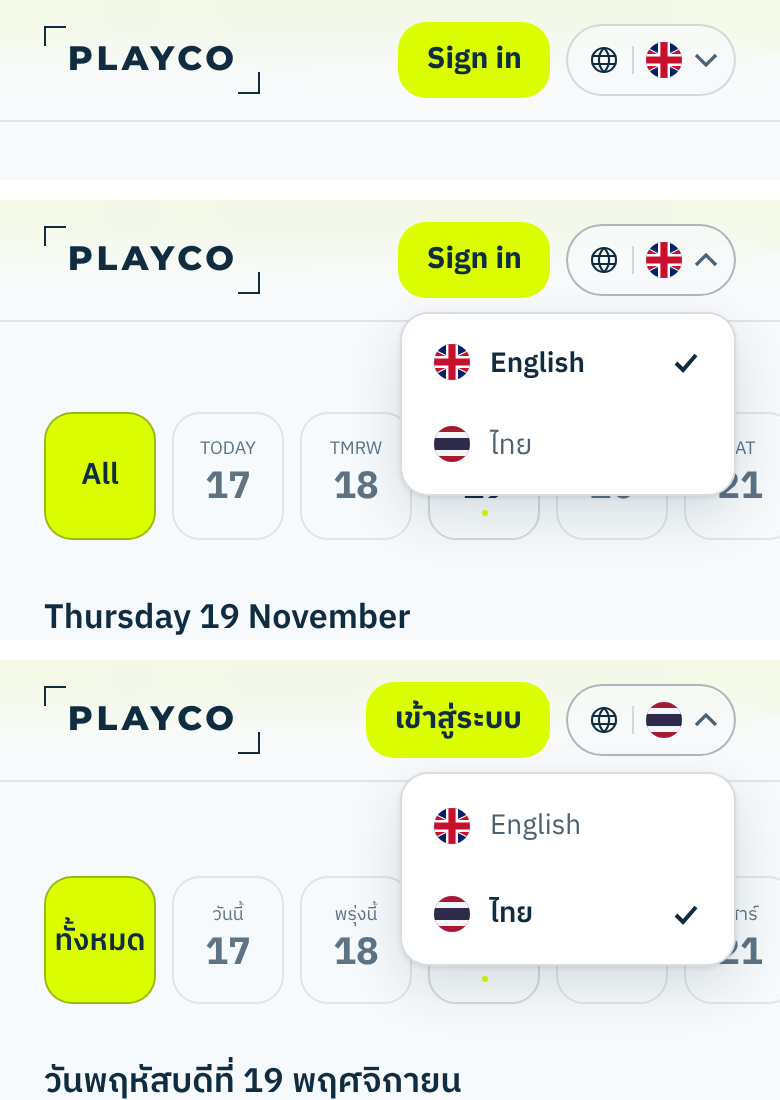 PLAYCO
Sign in
PLAYCO
Sign in
English
ไทย
All
TODAY
17
TMRW
18
21
Thursday 19 November
PLAYCO
เข้าสู่ระบบ
English
ไทย
ทั้งหมด
วันนี้
17
พรุ่งนี้
18
21
วันพฤหัสบดีที่ 19 พฤศจิกายน